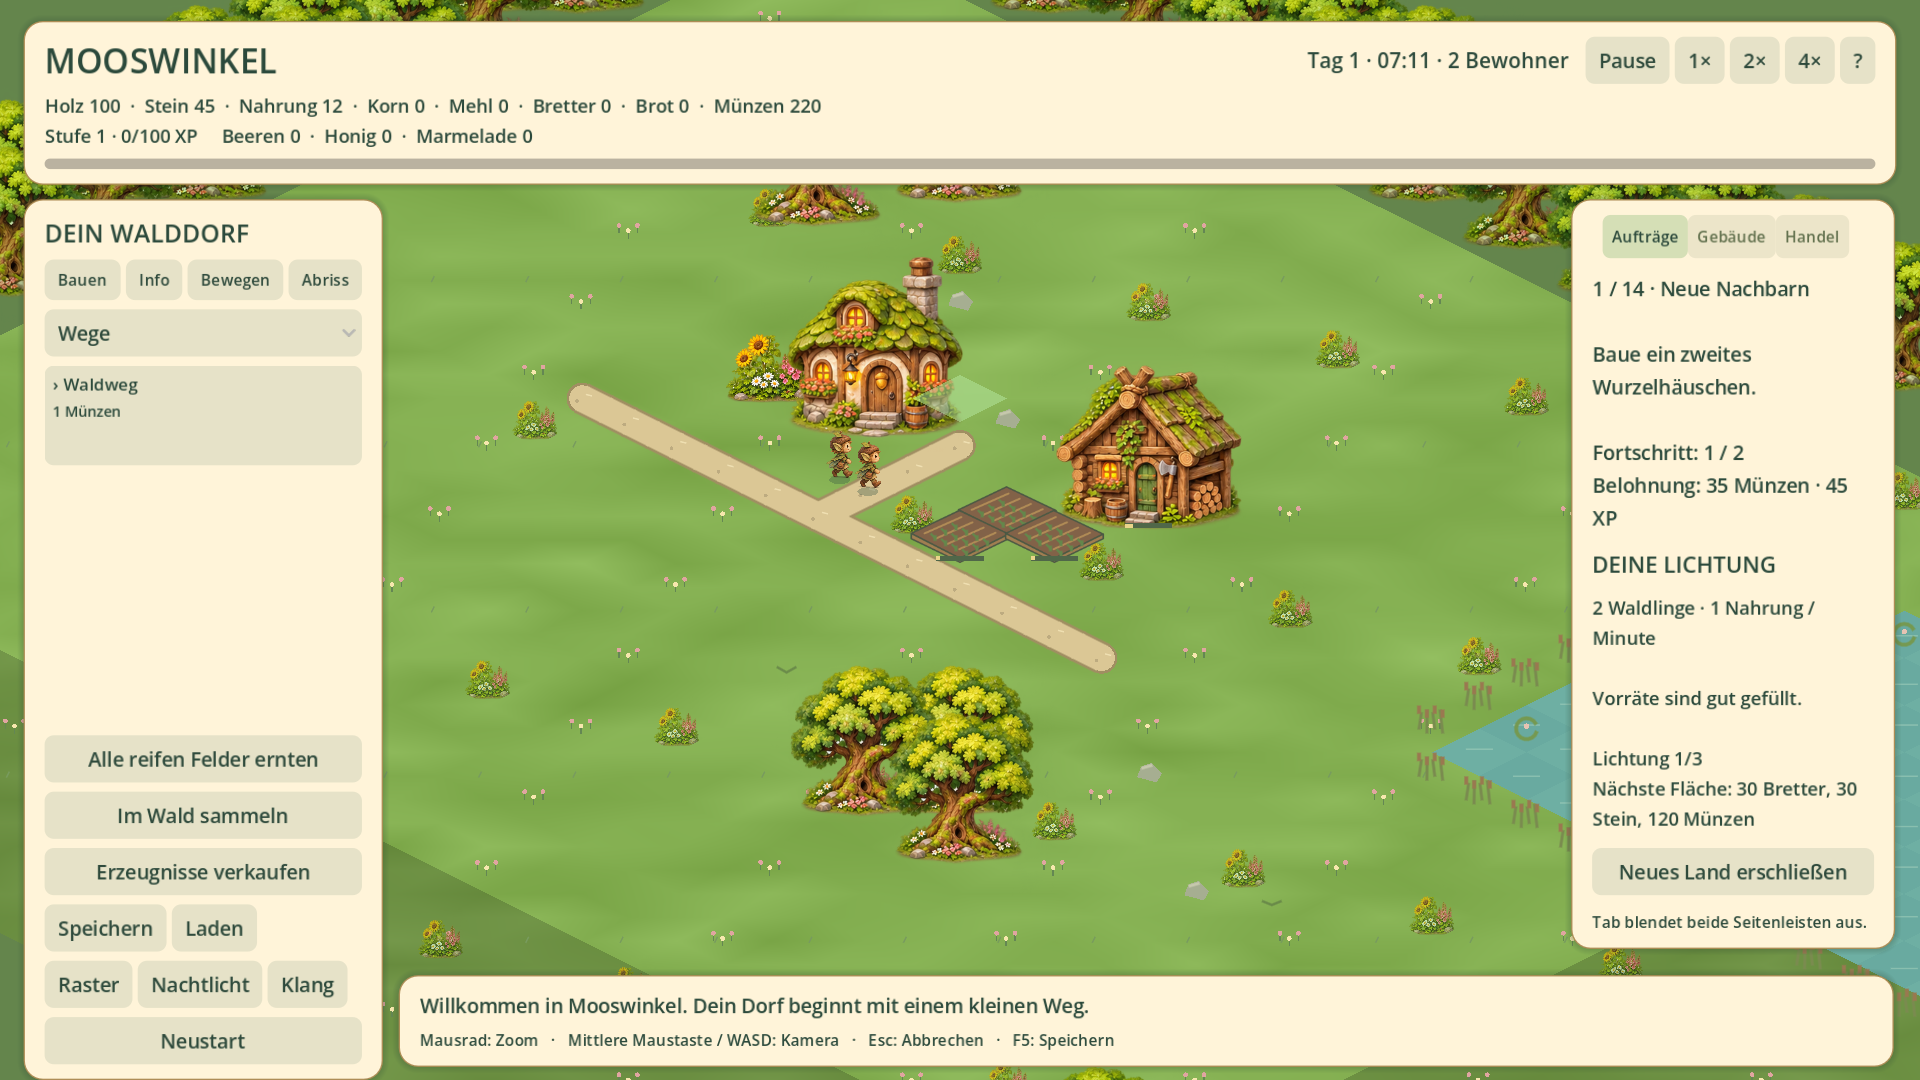 MOOSWINKEL
Tag 1 · 07:11 · 2 Bewohner
Pause
1×
2×
4×
?
Holz 100 · Stein 45 · Nahrung 12 · Korn 0 · Mehl 0 · Bretter 0 · Brot 0 · Münzen 220
Stufe 1 · 0/100 XP Beeren 0 · Honig 0 · Marmelade 0
DEIN WALDDORF
Bauen
Info
Bewegen
Abriss
Wege
› Waldweg
1 Münzen
Alle reifen Felder ernten
Im Wald sammeln
Erzeugnisse verkaufen
Speichern
Laden
Raster
Nachtlicht
Klang
Neustart
Aufträge
Gebäude
Handel
1 / 14 · Neue Nachbarn
Baue ein zweites
Wurzelhäuschen.
Fortschritt: 1 / 2
Belohnung: 35 Münzen · 45
XP
DEINE LICHTUNG
2 Waldlinge · 1 Nahrung /
Minute
Vorräte sind gut gefüllt.
Lichtung 1/3
Nächste Fläche: 30 Bretter, 30
Stein, 120 Münzen
Neues Land erschließen
Tab blendet beide Seitenleisten aus.
Willkommen in Mooswinkel. Dein Dorf beginnt mit einem kleinen Weg.
Mausrad: Zoom · Mittlere Maustaste / WASD: Kamera · Esc: Abbrechen · F5: Speichern